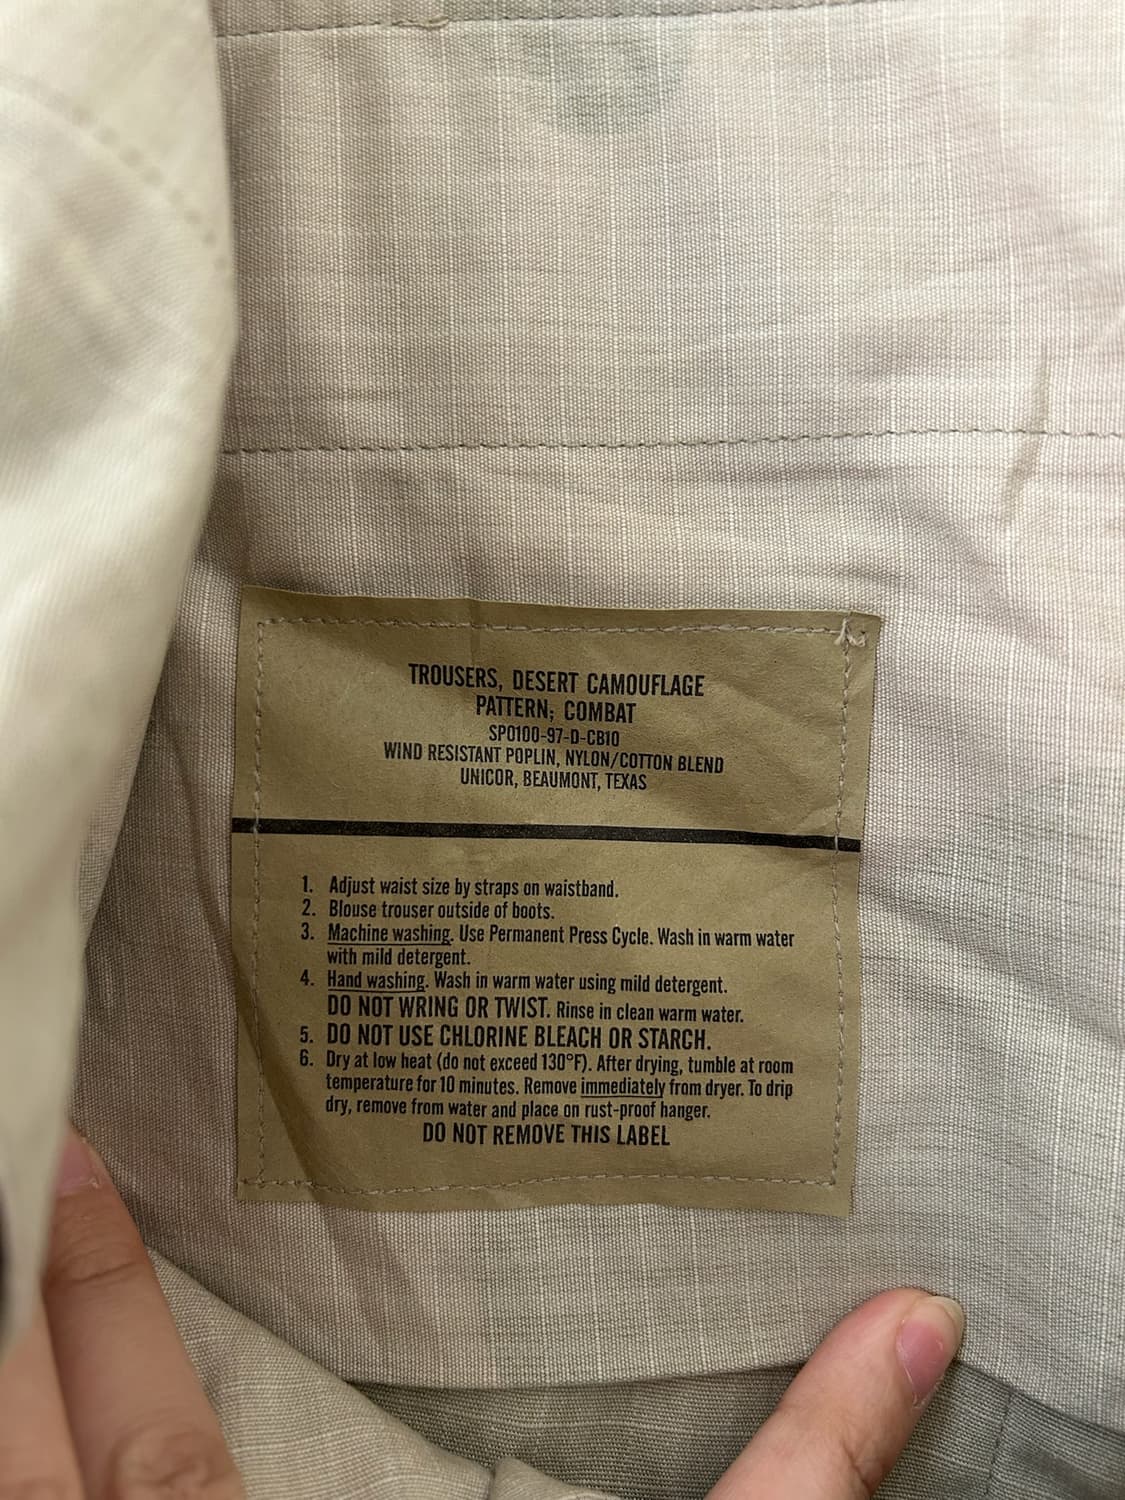 TROUSERS, DESERT CAMOUFLAGE
PATTERN; COMBAT
SPO100-97-D-CB10
WIND RESISTANT POPLIN, NYLON/COTTON BLEND
UNICOR, BEAUMONT, TEXAS
1. Adjust waist size by straps on waistband.
2. Blouse trouser outside of boots.
3. Machine washing. Use Permanent Press Cycle. Wash in warm water
with mild detergent.
4. Hand washing. Wash in warm water using mild detergent.
DO NOT WRING OR TWIST. Rinse in clean warm water.
5. DO NOT USE CHLORINE BLEACH OR STARCH.
6. Dry at low heat (do not exceed 130°F). After drying, tumble at room
temperature for 10 minutes. Remove immediately from dryer. To drip
dry, remove from water and place on rust-proof hanger.
DO NOT REMOVE THIS LABEL